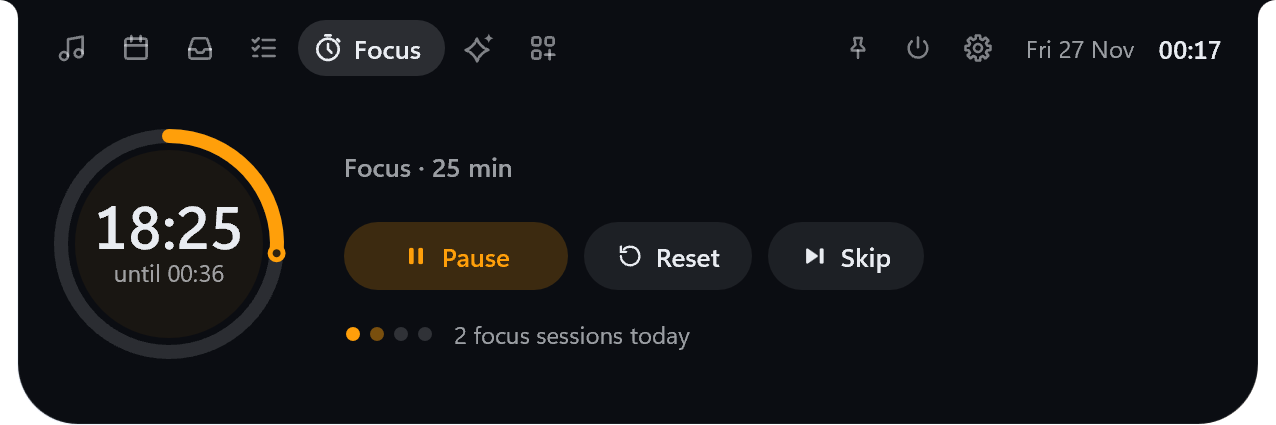 Focus
Fri 27 Nov 00:17
18:25
until 00:36
Focus · 25 min
Pause
Reset
Skip
2 focus sessions today